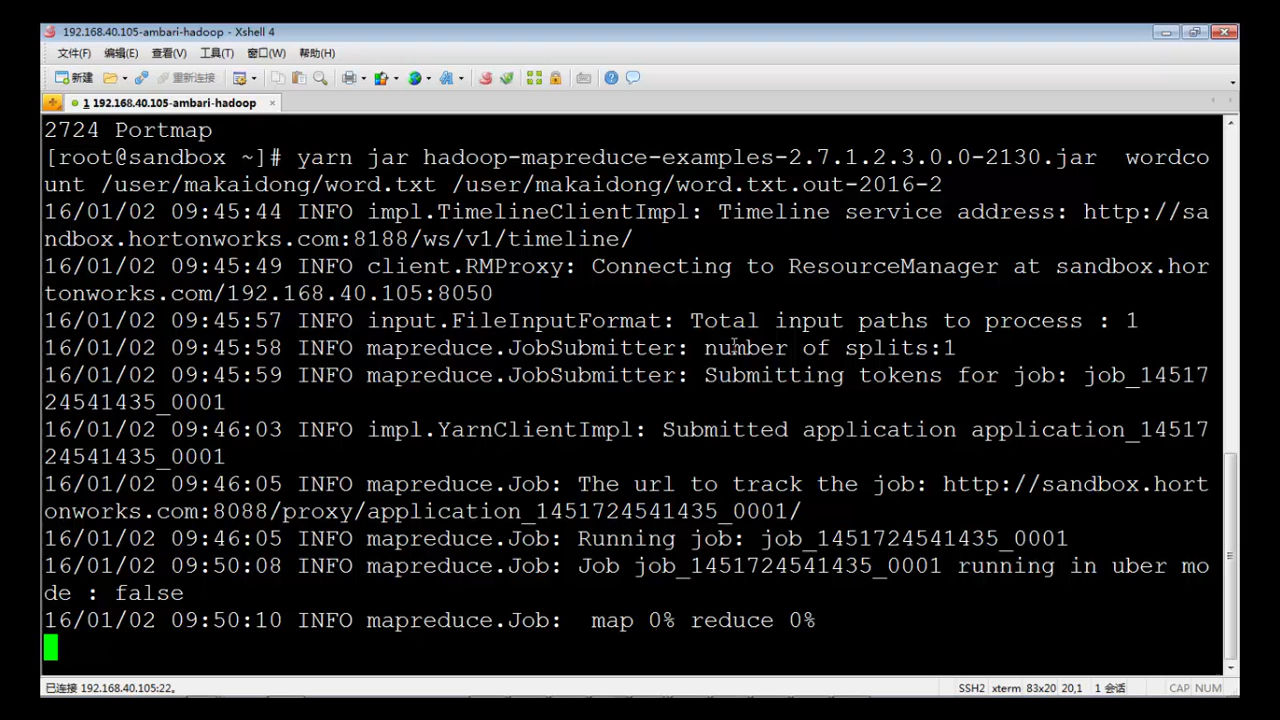 192.168.40.105-ambari-hadoop - Xshell 4
文件(F) 编辑(E) 查看(V) 工具(T) 窗口(W) 帮助(H)
新建 重新连接
1 192.168.40.105-ambari-hadoop ×
2724 Portmap
[root@sandbox ~]# yarn jar hadoop-mapreduce-examples-2.7.1.2.3.0.0-2130.jar  wordco
unt /user/makaidong/word.txt /user/makaidong/word.txt.out-2016-2
16/01/02 09:45:44 INFO impl.TimelineClientImpl: Timeline service address: http://sa
ndbox.hortonworks.com:8188/ws/v1/timeline/
16/01/02 09:45:49 INFO client.RMProxy: Connecting to ResourceManager at sandbox.hor
tonworks.com/192.168.40.105:8050
16/01/02 09:45:57 INFO input.FileInputFormat: Total input paths to process : 1
16/01/02 09:45:58 INFO mapreduce.JobSubmitter: number of splits:1
16/01/02 09:45:59 INFO mapreduce.JobSubmitter: Submitting tokens for job: job_14517
24541435_0001
16/01/02 09:46:03 INFO impl.YarnClientImpl: Submitted application application_14517
24541435_0001
16/01/02 09:46:05 INFO mapreduce.Job: The url to track the job: http://sandbox.hort
onworks.com:8088/proxy/application_1451724541435_0001/
16/01/02 09:46:05 INFO mapreduce.Job: Running job: job_1451724541435_0001
16/01/02 09:50:08 INFO mapreduce.Job: Job job_1451724541435_0001 running in uber mo
de : false
16/01/02 09:50:10 INFO mapreduce.Job:  map 0% reduce 0%
已连接 192.168.40.105:22。 SSH2 xterm 83x20 20,1 1 会话 CAP NUM